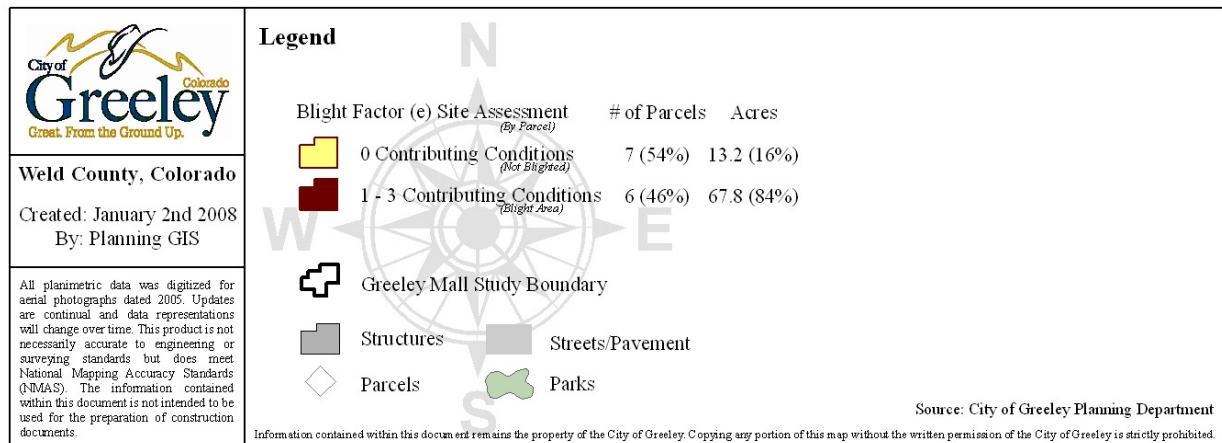 City of
Greeley
Colorado
Great. From the Ground Up.
Weld County, Colorado
Created: January 2nd 2008
By: Planning GIS
All planimetric data was digitized for
aerial photographs dated 2005. Updates
are continual and data representations
will change over time. This product is not
necessarily accurate to engineering or
surveying standards but does meet
National Mapping Accuracy Standards
(NMAS). The information contained
within this document is not intended to be
used for the preparation of construction
documents.
Legend
N
Blight Factor (e) Site Assessment # of Parcels Acres
(By Parcel)
0 Contributing Conditions 7 (54%) 13.2 (16%)
(Not Blighted)
1 - 3 Contributing Conditions 6 (46%) 67.8 (84%)
(Blight Area)
W E
Greeley Mall Study Boundary
Structures Streets/Pavement
Parcels Parks
S
Source: City of Greeley Planning Department
Information contained within this document remains the property of the City of Greeley. Copying any portion of this map without the written permission of the City of Greeley is strictly prohibited.